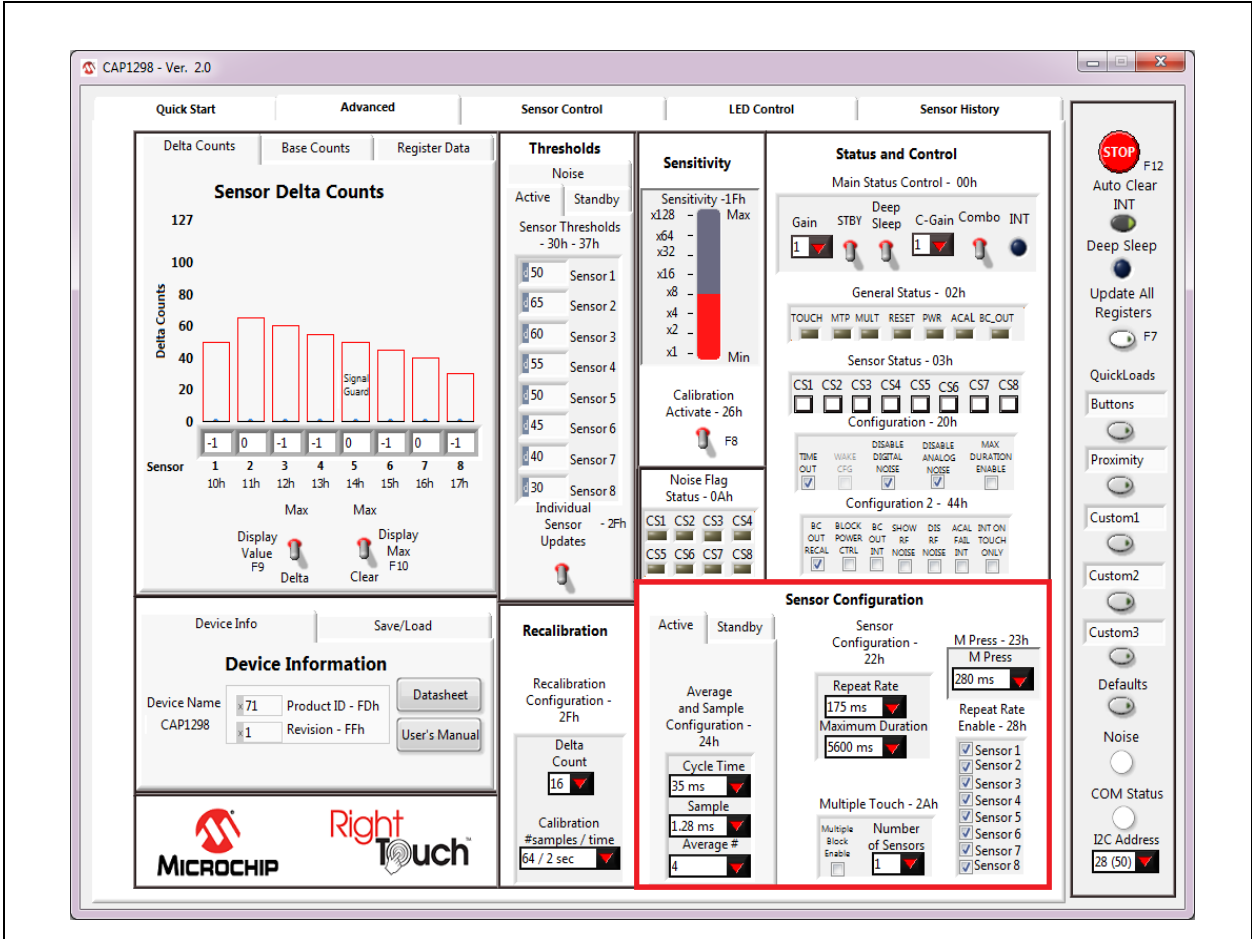 CAP1298 - Ver. 2.0
Quick Start
Advanced
Sensor Control
LED Control
Sensor History
Delta Counts
Base Counts
Register Data
Sensor Delta Counts
Delta Counts
127
100
80
60
40
20
0
Signal
Guard
-1 0 -1 -1 0 -1 0 -1
Sensor 1 2 3 4 5 6 7 8
10h 11h 12h 13h 14h 15h 16h 17h
Max
Display
Value
F9
Delta
Max
Display
Max
F10
Clear
Device Info
Save/Load
Device Information
Device Name
CAP1298
x 71 Product ID - FDh
x 1 Revision - FFh
Datasheet
User's Manual
MICROCHIP
Right
Touch
Thresholds
Noise
Active
Standby
Sensor Thresholds
- 30h - 37h
d 50 Sensor 1
d 65 Sensor 2
d 60 Sensor 3
d 55 Sensor 4
d 50 Sensor 5
d 45 Sensor 6
d 40 Sensor 7
d 30 Sensor 8
Individual
Sensor - 2Fh
Updates
Recalibration
Recalibration
Configuration -
2Fh
Delta
Count
16
Calibration
#samples / time
64 / 2 sec
Sensitivity
Sensitivity -1Fh
x128 Max
x64
x32
x16
x8
x4
x2
x1 Min
Calibration
Activate - 26h
F8
Noise Flag
Status - 0Ah
CS1 CS2 CS3 CS4
CS5 CS6 CS7 CS8
Status and Control
Main Status Control - 00h
Gain
1
STBY
Deep
Sleep
C-Gain
1
Combo
INT
General Status - 02h
TOUCH MTP MULT RESET PWR ACAL BC_OUT
Sensor Status - 03h
CS1 CS2 CS3 CS4 CS5 CS6 CS7 CS8
Configuration - 20h
TIME
OUT
WAKE
CFG
DISABLE
DIGITAL
NOISE
DISABLE
ANALOG
NOISE
MAX
DURATION
ENABLE
Configuration 2 - 44h
BC
OUT
RECAL
BLOCK
POWER
CTRL
BC
OUT
INT
SHOW
RF
NOISE
DIS
RF
NOISE
ACAL
FAIL
INT
INT ON
TOUCH
ONLY
Sensor Configuration
Active
Standby
Average
and Sample
Configuration -
24h
Cycle Time
35 ms
Sample
1.28 ms
Average #
4
Sensor
Configuration -
22h
Repeat Rate
175 ms
Maximum Duration
5600 ms
Multiple Touch - 2Ah
Multiple
Block
Enable
Number
of Sensors
1
M Press - 23h
M Press
280 ms
Repeat Rate
Enable - 28h
Sensor 1
Sensor 2
Sensor 3
Sensor 4
Sensor 5
Sensor 6
Sensor 7
Sensor 8
STOP
F12
Auto Clear
INT
Deep Sleep
Update All
Registers
F7
QuickLoads
Buttons
Proximity
Custom1
Custom2
Custom3
Defaults
Noise
COM Status
I2C Address
28 (50)